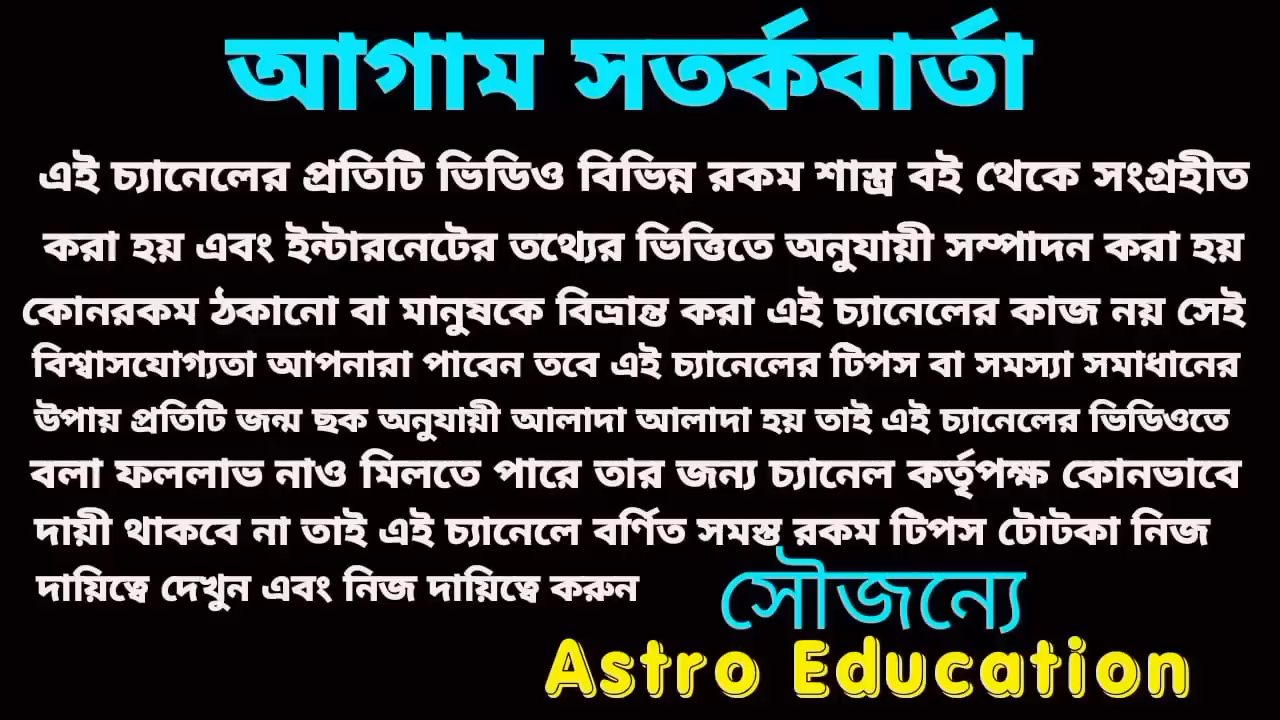 আগাম সতর্কবার্তা
এই চ্যানেলের প্রতিটি ভিডিও বিভিন্ন রকম শাস্ত্র বই থেকে সংগ্রহীত
করা হয় এবং ইন্টারনেটের তথ্যের ভিত্তিতে অনুযায়ী সম্পাদন করা হয়
কোনরকম ঠকানো বা মানুষকে বিভ্রান্ত করা এই চ্যানেলের কাজ নয় সেই
বিশ্বাসযোগ্যতা আপনারা পাবেন তবে এই চ্যানেলের টিপস বা সমস্যা সমাধানের
উপায় প্রতিটি জন্ম ছক অনুযায়ী আলাদা আলাদা হয় তাই এই চ্যানেলের ভিডিওতে
বলা ফললাভ নাও মিলতে পারে তার জন্য চ্যানেল কর্তৃপক্ষ কোনভাবে
দায়ী থাকবে না তাই এই চ্যানেলে বর্ণিত সমস্ত রকম টিপস টোটকা নিজ
দায়িত্বে দেখুন এবং নিজ দায়িত্বে করুন
সৌজন্যে
Astro Education